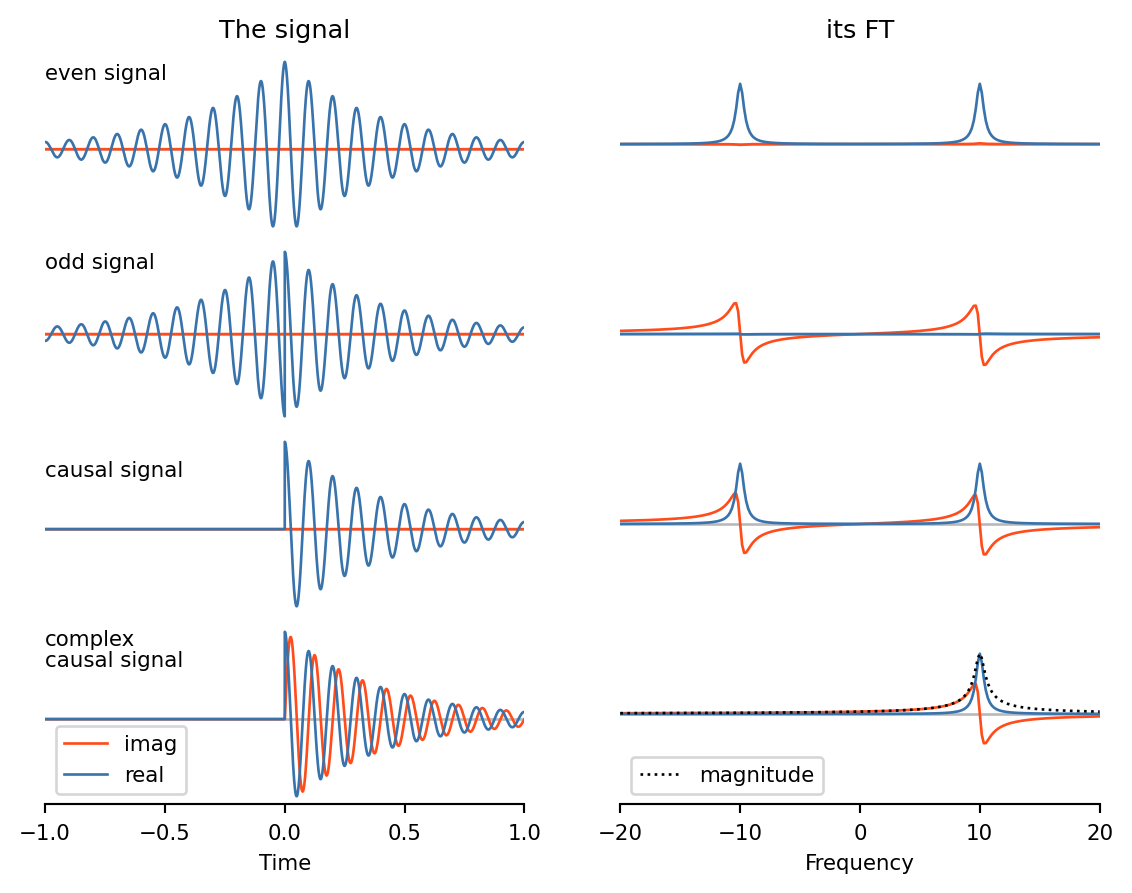 The signal
its FT
even signal
odd signal
causal signal
complex
causal signal
imag
real
magnitude
−1.0
−0.5
0.0
0.5
1.0
−20
−10
0
10
20
Time
Frequency